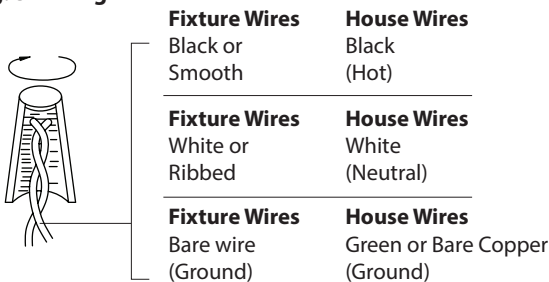 Fixture Wires House Wires
Black or Black
Smooth (Hot)
Fixture Wires House Wires
White or White
Ribbed (Neutral)
Fixture Wires House Wires
Bare wire Green or Bare Copper
(Ground) (Ground)